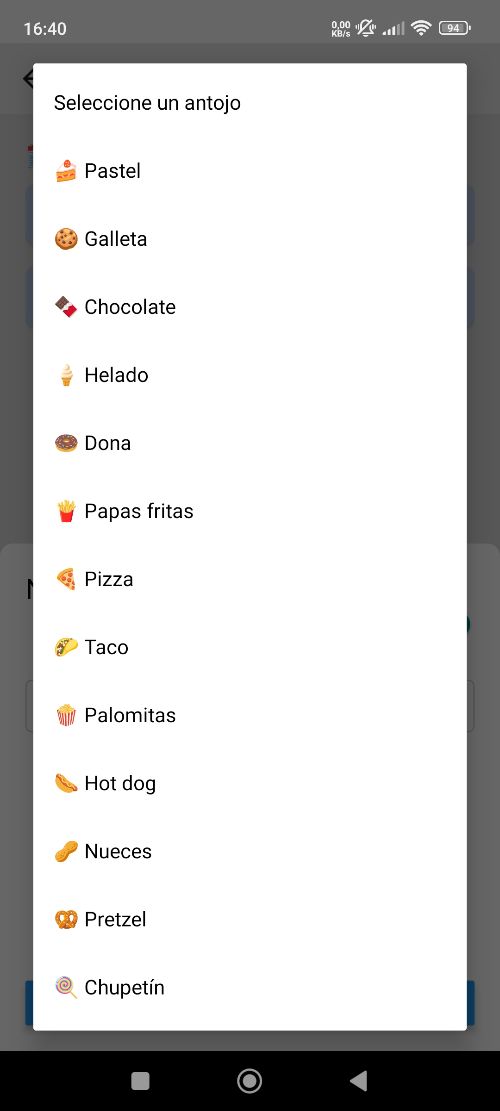 16:40
0,00
KB/s
94
Seleccione un antojo
Pastel
Galleta
Chocolate
Helado
Dona
Papas fritas
Pizza
Taco
Palomitas
Hot dog
Nueces
Pretzel
Chupetín